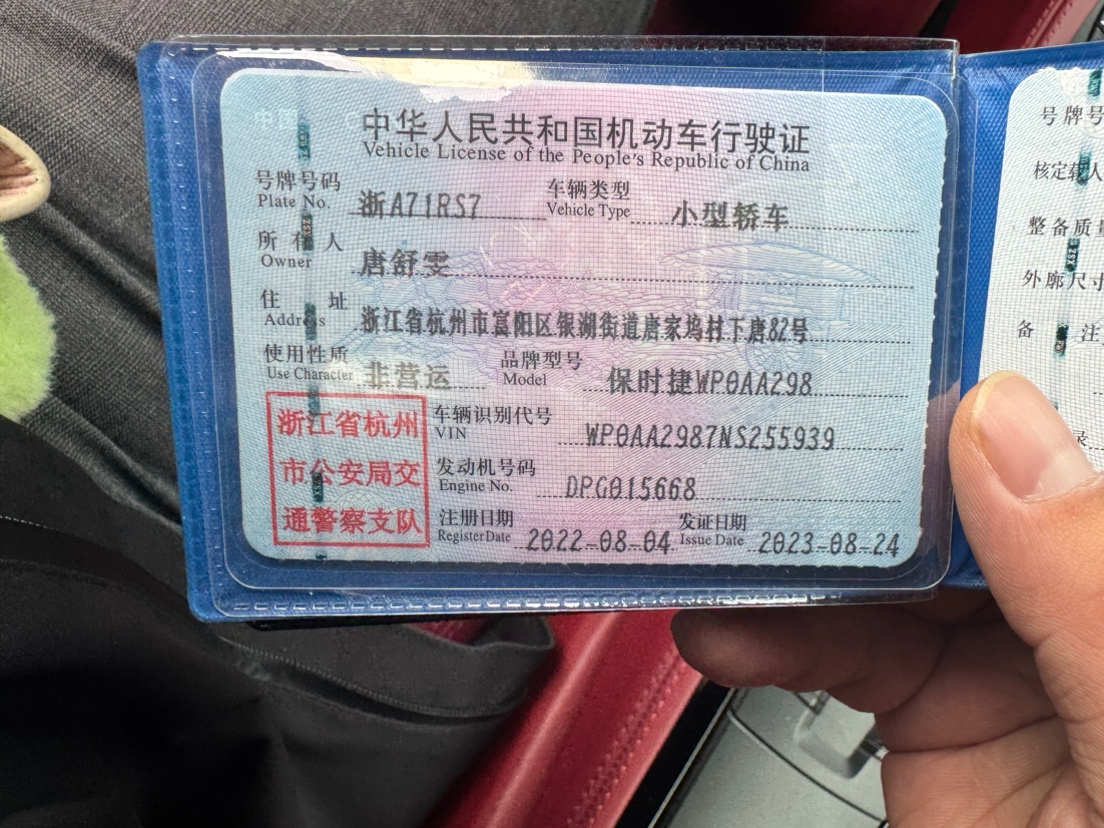 中华人民共和国机动车行驶证
Vehicle License of the People's Republic of China
号牌号码 浙A71RS7 车辆类型 小型轿车
Plate No. Vehicle Type
所有人 唐舒雯
Owner
住址 浙江省杭州市富阳区银湖街道唐家坞村下唐82号
Address
使用性质 非营运 品牌型号 保时捷WP0AA298
Use Character Model
浙江省杭州
市公安局交
通警察支队
车辆识别代号 WP0AA2987NS255939
VIN
发动机号码 DPG015668
Engine No.
注册日期 2022-08-04 发证日期 2023-08-24
Register Date Issue Date
号牌号
核定载人
整备质量
外廓尺寸
备注
录